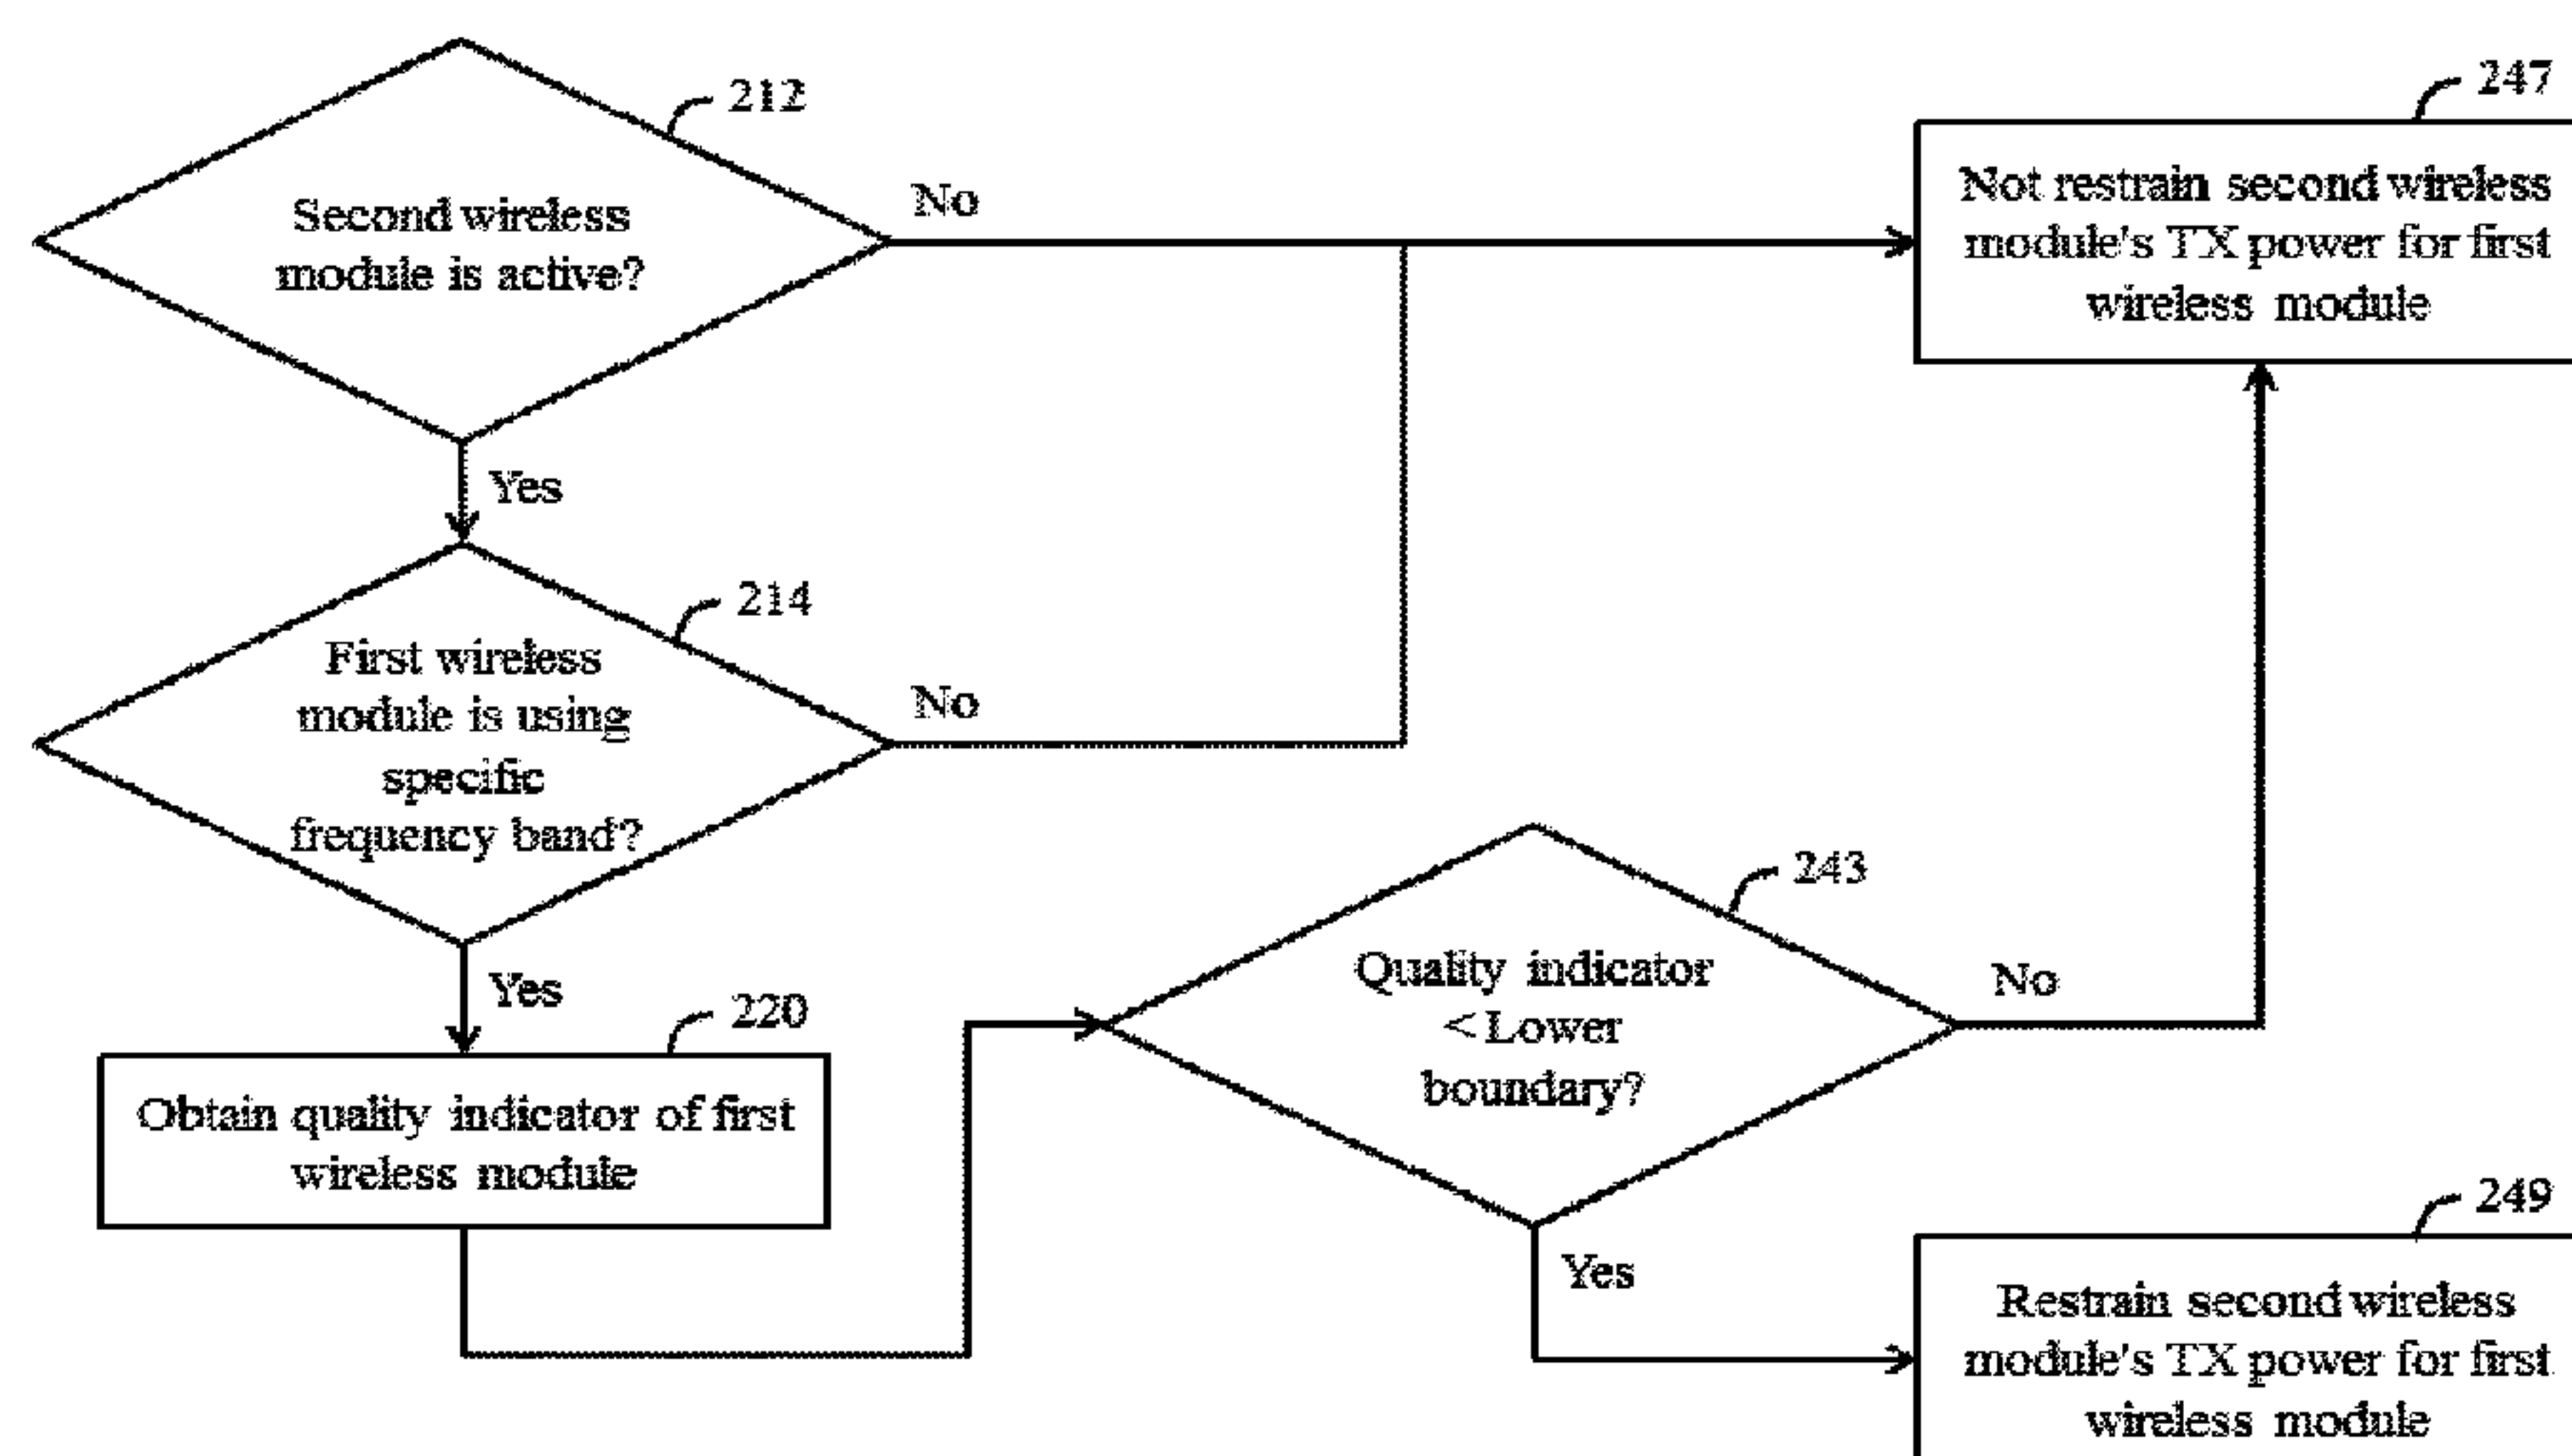 212
Second wireless
module is active?
No
247
Not restrain second wireless
module's TX power for first
wireless module
Yes
214
First wireless
module is using
specific
frequency band?
No
Yes
220
Obtain quality indicator of first
wireless module
243
Quality indicator
< Lower
boundary?
No
Yes
249
Restrain second wireless
module's TX power for first
wireless module